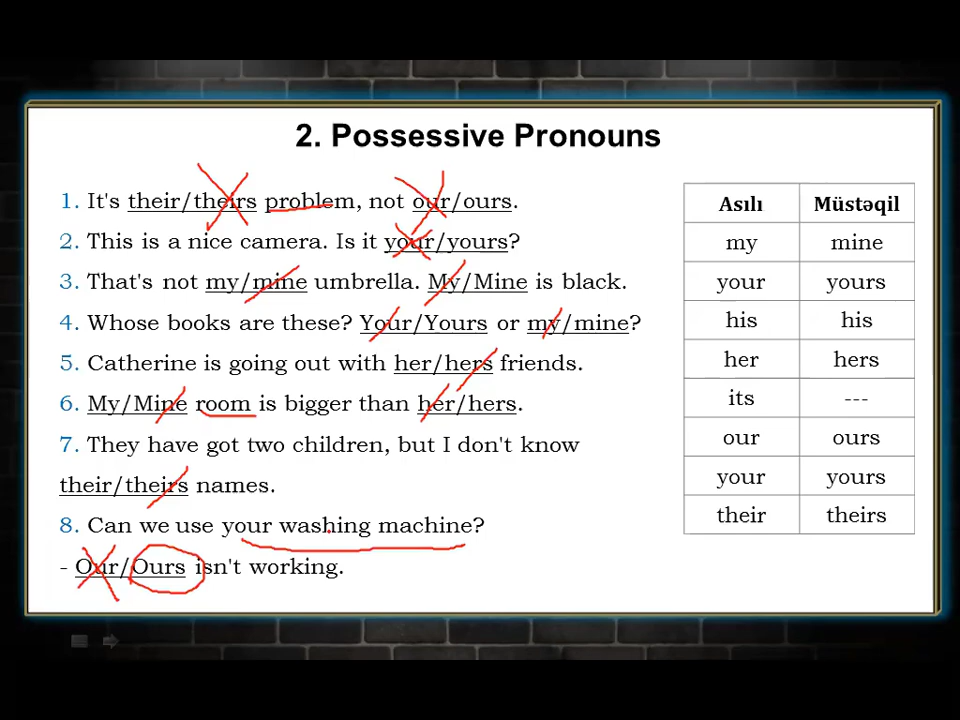 2. Possessive Pronouns
1. It's their/theirs problem, not our/ours.
2. This is a nice camera. Is it your/yours?
3. That's not my/mine umbrella. My/Mine is black.
4. Whose books are these? Your/Yours or my/mine?
5. Catherine is going out with her/hers friends.
6. My/Mine room is bigger than her/hers.
7. They have got two children, but I don't know
their/theirs names.
8. Can we use your washing machine?
- Our/Ours isn't working.
Asılı Müstəqil
my mine
your yours
his his
her hers
its ---
our ours
your yours
their theirs